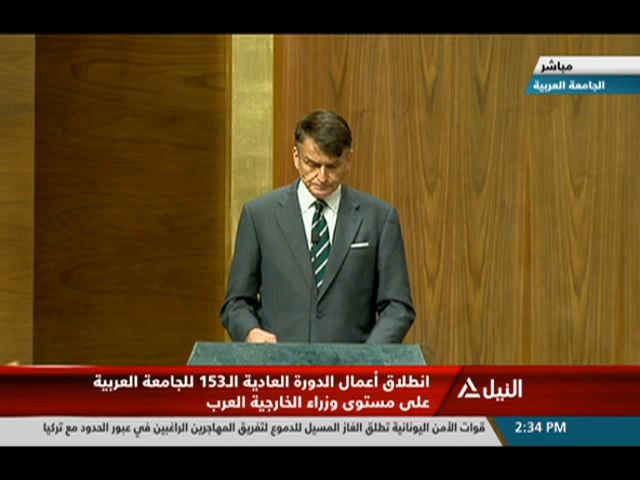 مباشر
الجامعة العربية
انطلاق أعمال الدورة العادية الـ153 للجامعة العربية
على مستوى وزراء الخارجية العرب
النيل
قوات الأمن اليونانية تطلق الغاز المسيل للدموع لتفريق المهاجرين الراغبين في عبور الحدود مع تركيا
2:34 PM